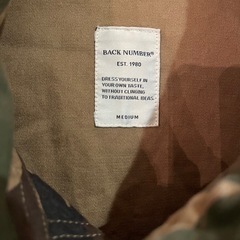 BACK NUMBER®
EST. 1980
DRESS YOURSELF IN
YOUR OWN TASTE,
WITHOUT CLINGING
TO TRADITIONAL IDEAS
MEDIUM